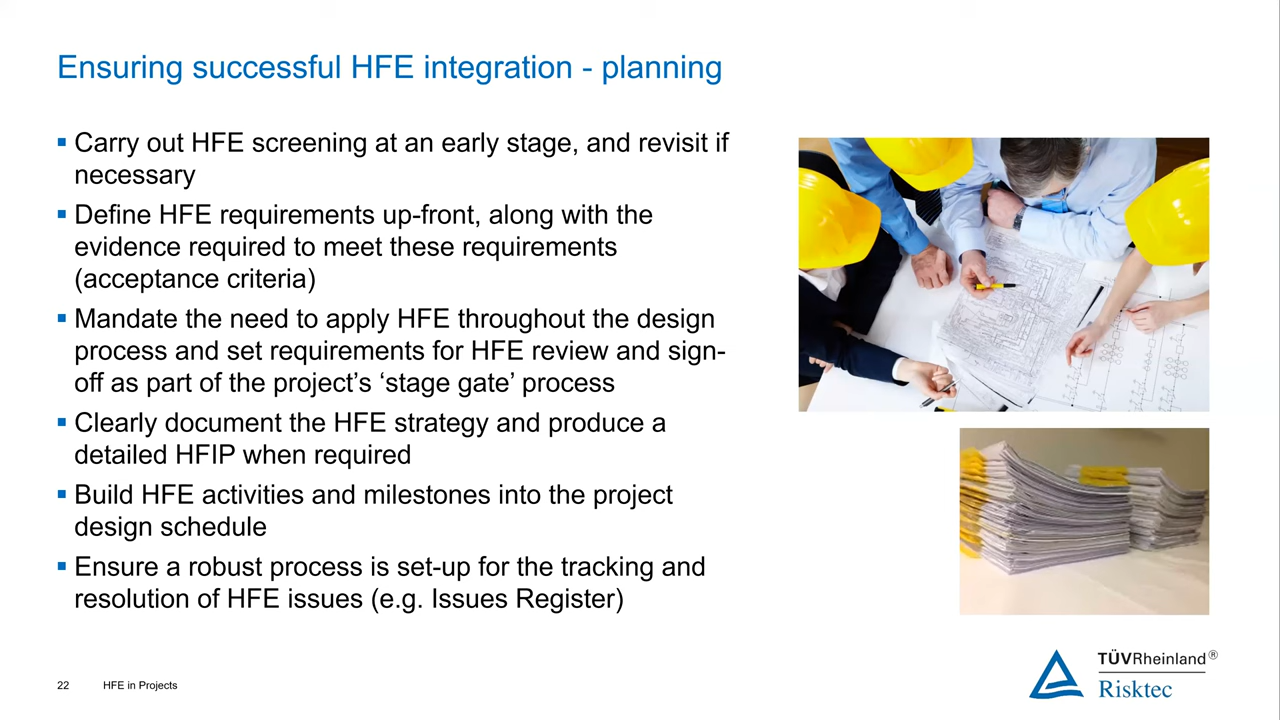 Ensuring successful HFE integration - planning
▪ Carry out HFE screening at an early stage, and revisit if
necessary
▪ Define HFE requirements up-front, along with the
evidence required to meet these requirements
(acceptance criteria)
▪ Mandate the need to apply HFE throughout the design
process and set requirements for HFE review and sign-
off as part of the project’s ‘stage gate’ process
▪ Clearly document the HFE strategy and produce a
detailed HFIP when required
▪ Build HFE activities and milestones into the project
design schedule
▪ Ensure a robust process is set-up for the tracking and
resolution of HFE issues (e.g. Issues Register)
22 HFE in Projects
TÜVRheinland®
Risktec